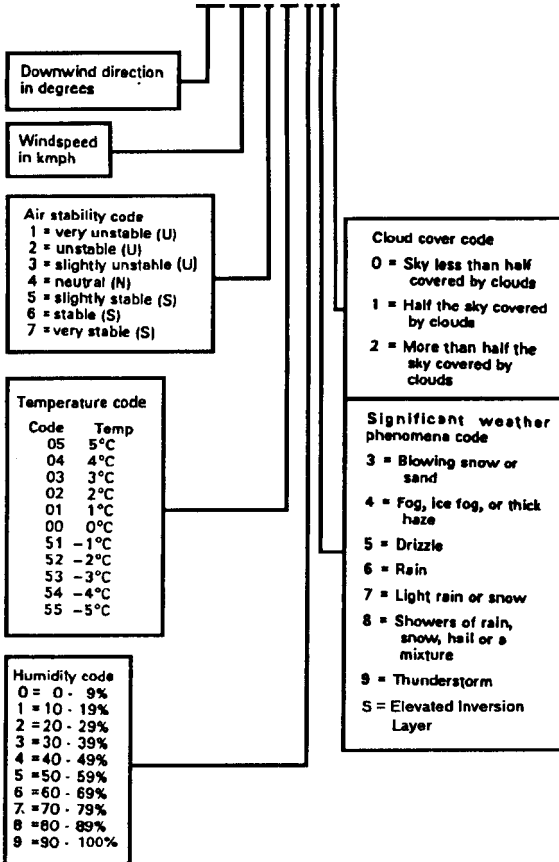 Downwind direction
in degrees
Windspeed
in kmph
Air stability code
1 = very unstable (U)
2 = unstable (U)
3 = slightly unstable (U)
4 = neutral (N)
5 = slightly stable (S)
6 = stable (S)
7 = very stable (S)
Temperature code
Code Temp
05 5°C
04 4°C
03 3°C
02 2°C
01 1°C
00 0°C
51 -1°C
52 -2°C
53 -3°C
54 -4°C
55 -5°C
Humidity code
0 = 0 - 9%
1 = 10 - 19%
2 = 20 - 29%
3 = 30 - 39%
4 = 40 - 49%
5 = 50 - 59%
6 = 60 - 69%
7 = 70 - 79%
8 = 80 - 89%
9 = 90 - 100%
Cloud cover code
0 = Sky less than half
covered by clouds
1 = Half the sky covered
by clouds
2 = More than half the
sky covered by
clouds
Significant weather
phenomena code
3 = Blowing snow or
sand
4 = Fog, ice fog, or thick
haze
5 = Drizzle
6 = Rain
7 = Light rain or snow
8 = Showers of rain,
snow, hail or a
mixture
9 = Thunderstorm
S = Elevated Inversion
Layer